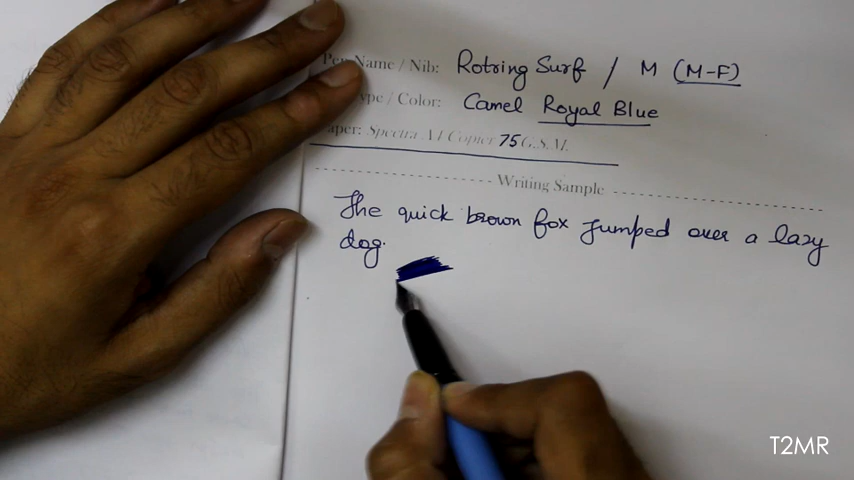 Pen Name / Nib: Rotring Surf / M (M-F)
Type / Color: Camel Royal Blue
Paper: Spectra A4 Copier 75 G.S.M.
Writing Sample
The quick brown fox jumped over a lazy
dog.
T2MR